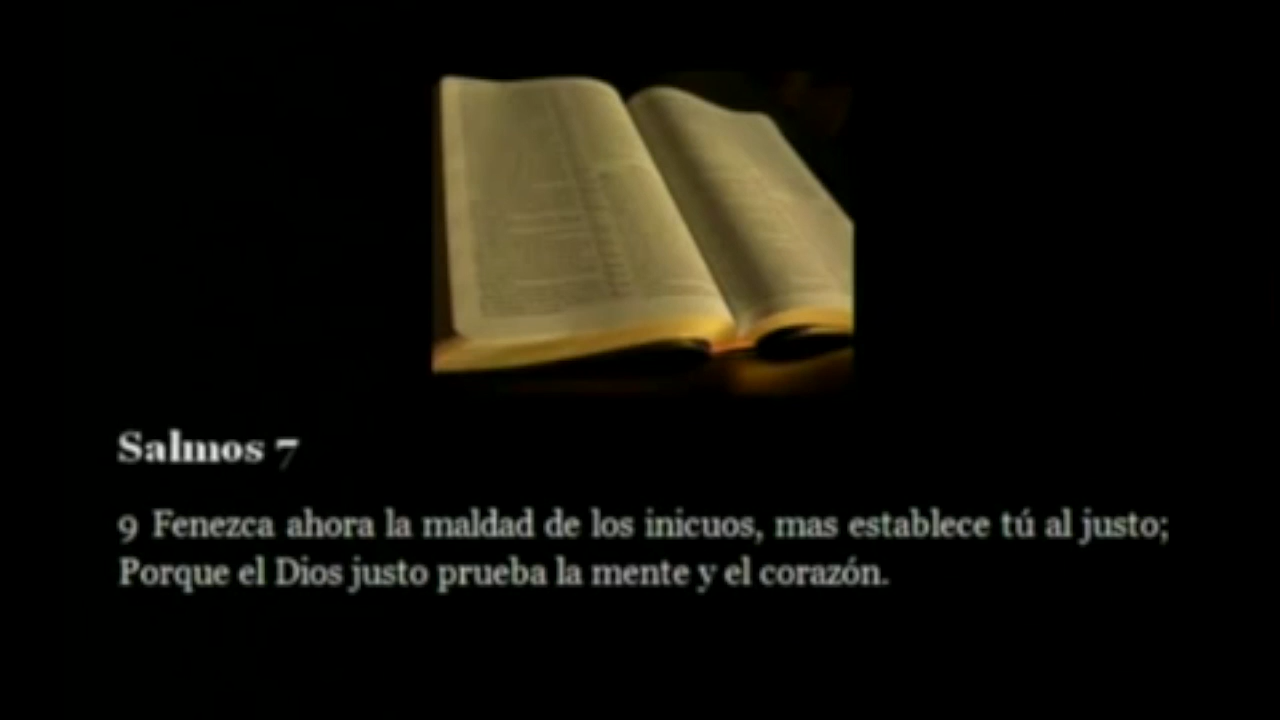 Salmos 7
9 Fenezca ahora la maldad de los inicuos, mas establece tú al justo;
Porque el Dios justo prueba la mente y el corazón.